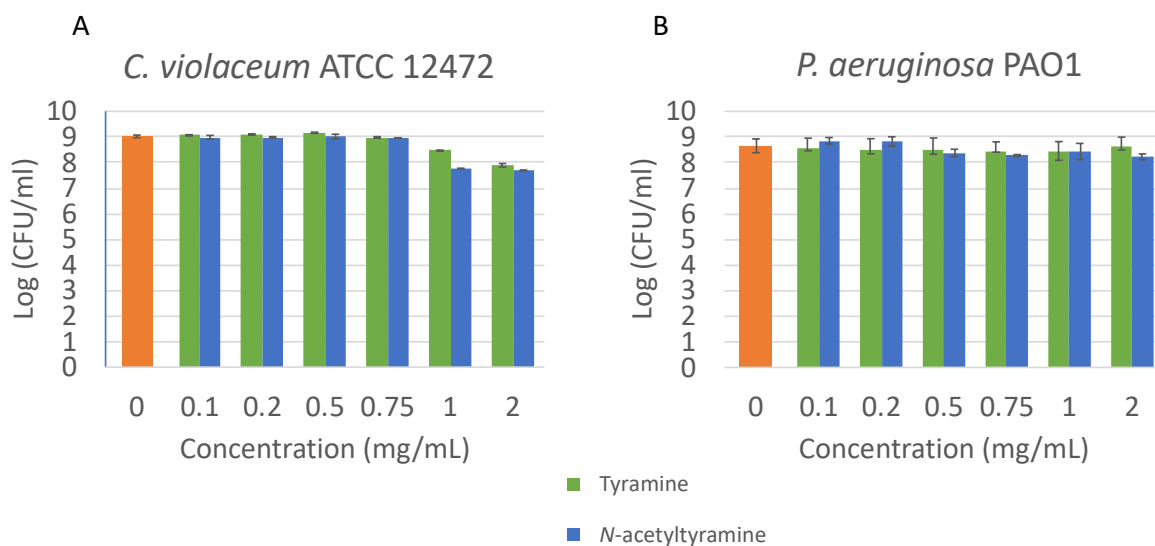 A
C. violaceum ATCC 12472
Log (CFU/ml)
10
9
8
7
6
5
4
3
2
1
0
0 0.1 0.2 0.5 0.75 1 2
Concentration (mg/mL)
B
P. aeruginosa PAO1
Log (CFU/ml)
10
9
8
7
6
5
4
3
2
1
0
0 0.1 0.2 0.5 0.75 1 2
Concentration (mg/mL)
Tyramine
N-acetyltyramine